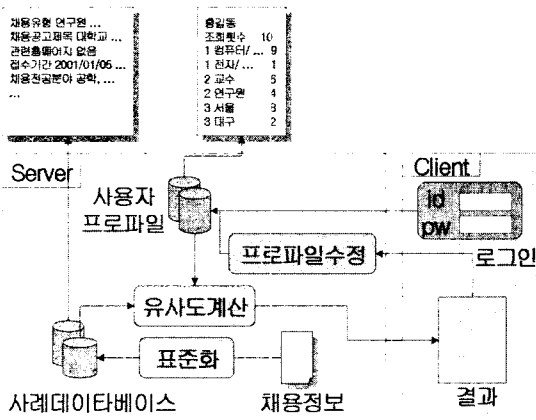 채용유형 연구원 ...
채용공고제목 대학교 ...
관련홈페이지 없음
접수기간 2001/01/05 ...
채용전공분야 공학, ...
...
홍길동
조회횟수 10
1 컴퓨터/ ... 9
1 전자/ ... 1
2 교수 6
2 연구원 4
3 서울 8
3 대구 2
Server
Client
사용자
프로파일
id
pw
로그인
프로파일수정
유사도계산
표준화
사례데이타베이스
채용정보
결과